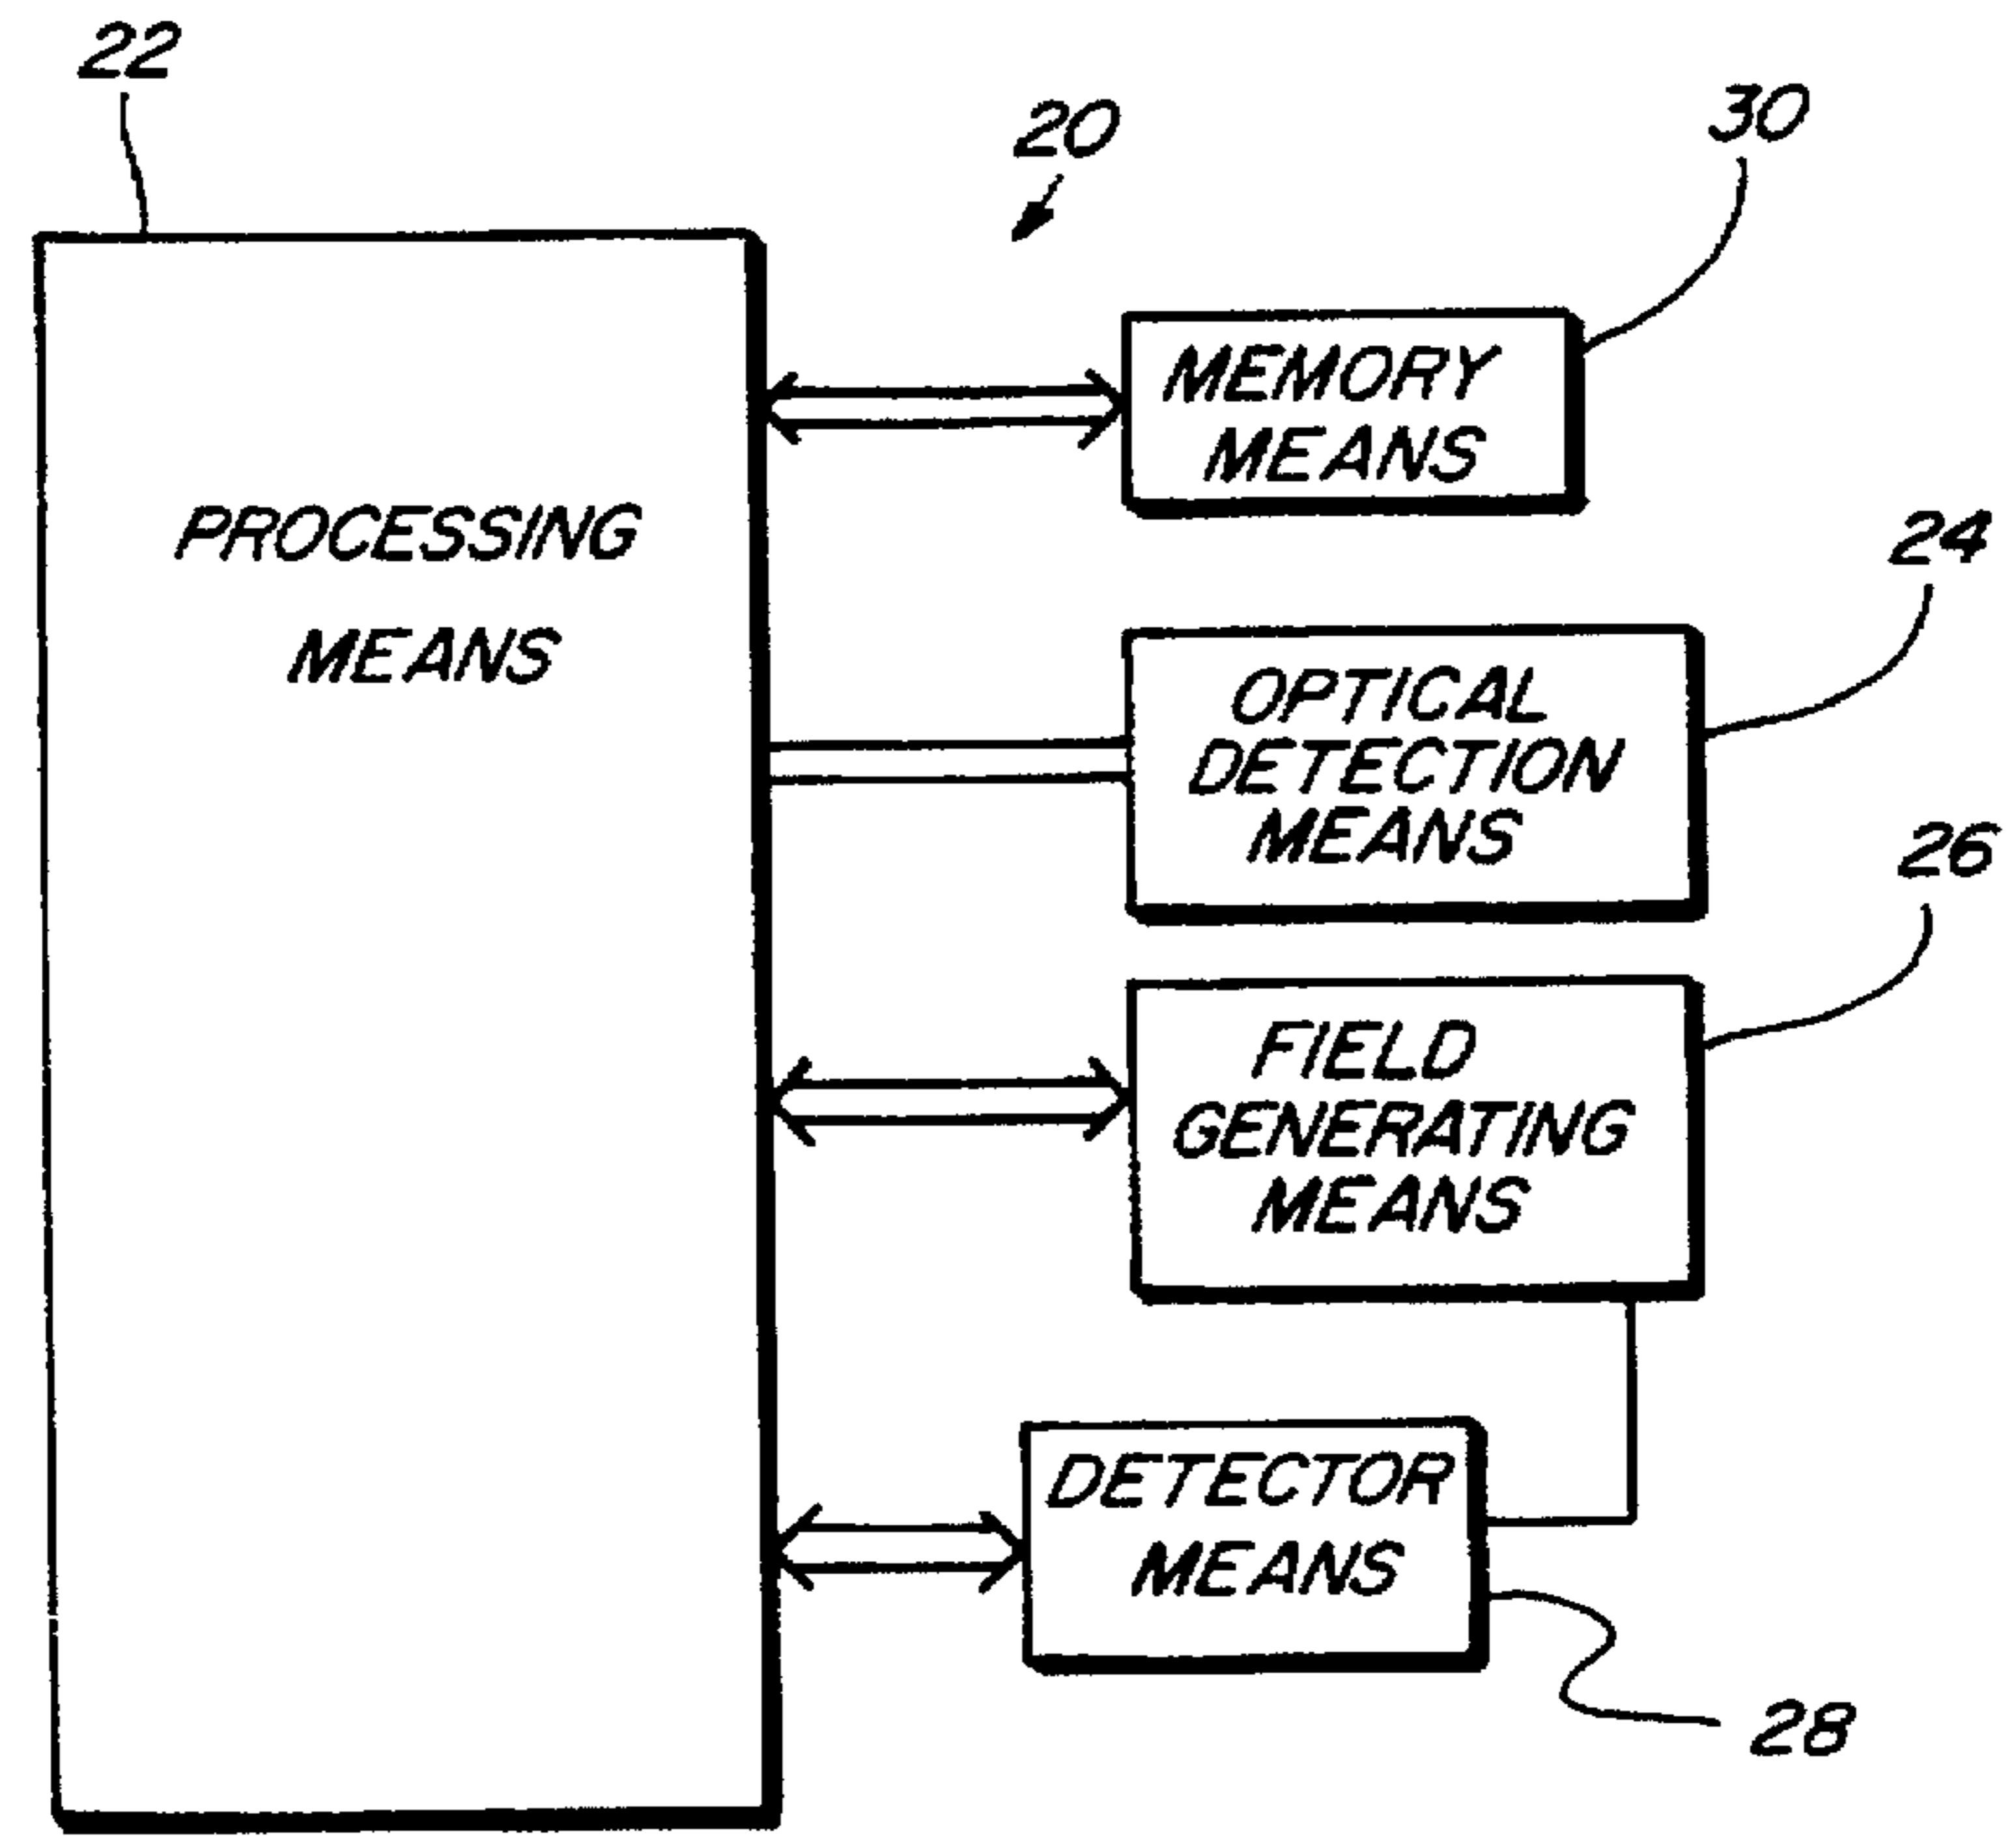 22
20
30
MEMORY
MEANS
PROCESSING
MEANS
24
OPTICAL
DETECTION
MEANS
26
FIELD
GENERATING
MEANS
DETECTOR
MEANS
28